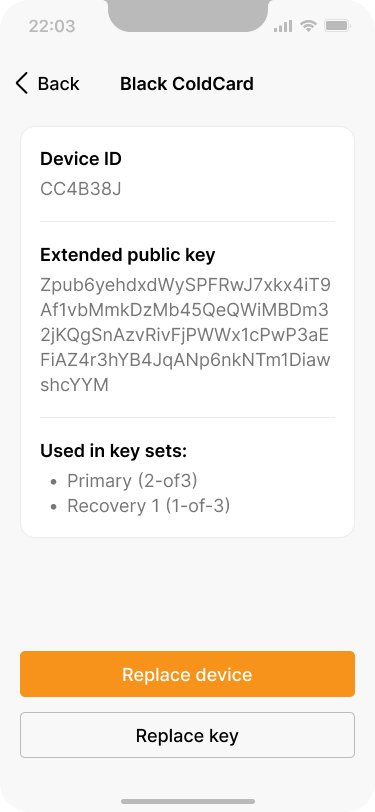 22:03
Back
Black ColdCard
Device ID
CC4B38J
Extended public key
Zpub6yehdxdWySPFRwJ7xkx4iT9
Af1vbMmkDzMb45QeQWiMBDm3
2jKQgSnAzvRivFjPWWx1cPwP3aE
FiAZ4r3hYB4JqANp6nkNTm1Diaw
shcYYM
Used in key sets:
• Primary (2-of3)
• Recovery 1 (1-of-3)
Replace device
Replace key